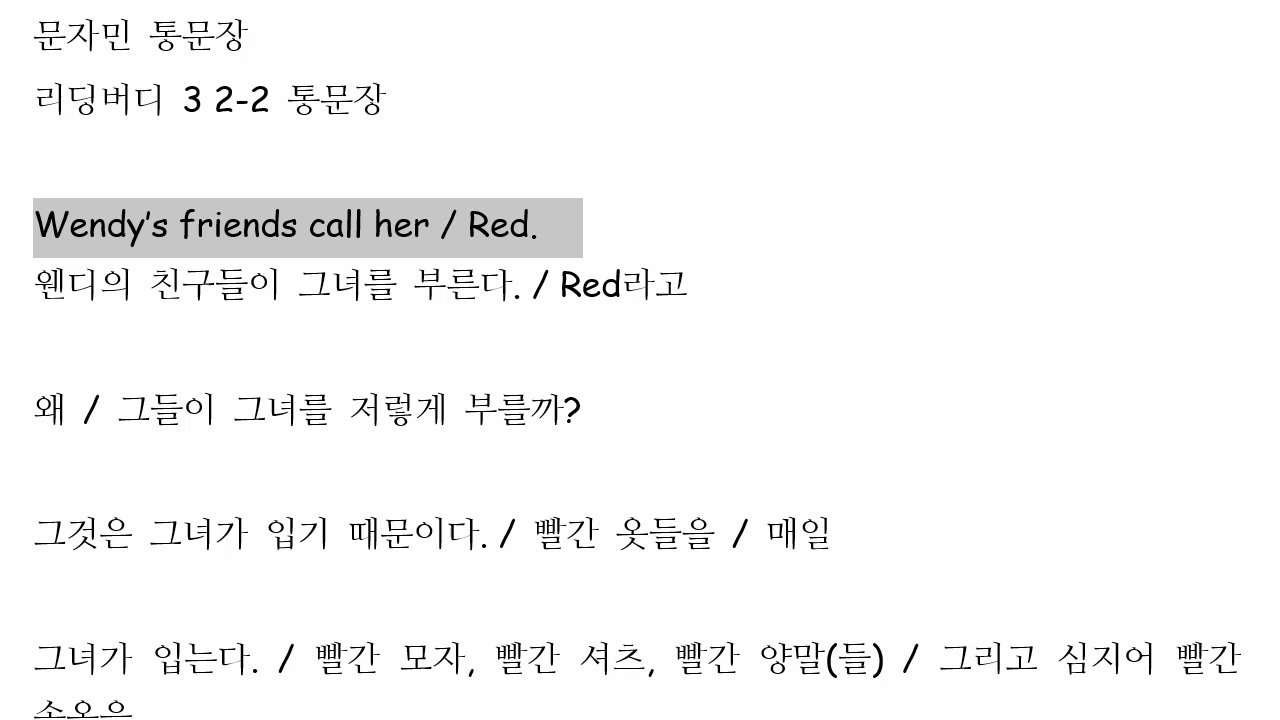 문자민 통문장
리딩버디 3 2-2 통문장
Wendy's friends call her / Red.
웬디의 친구들이 그녀를 부른다. / Red라고
왜 / 그들이 그녀를 저렇게 부를까?
그것은 그녀가 입기 때문이다. / 빨간 옷들을 / 매일
그녀가 입는다. / 빨간 모자, 빨간 셔츠, 빨간 양말(들) / 그리고 심지어 빨간